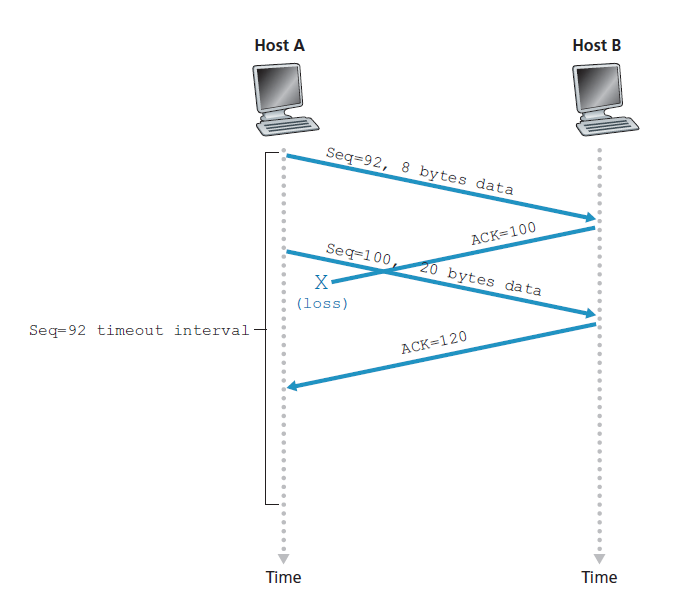 Host A
Host B
Seq=92, 8 bytes data
ACK=100
Seq=100, 20 bytes data
X
(loss)
Seq=92 timeout interval
ACK=120
Time
Time